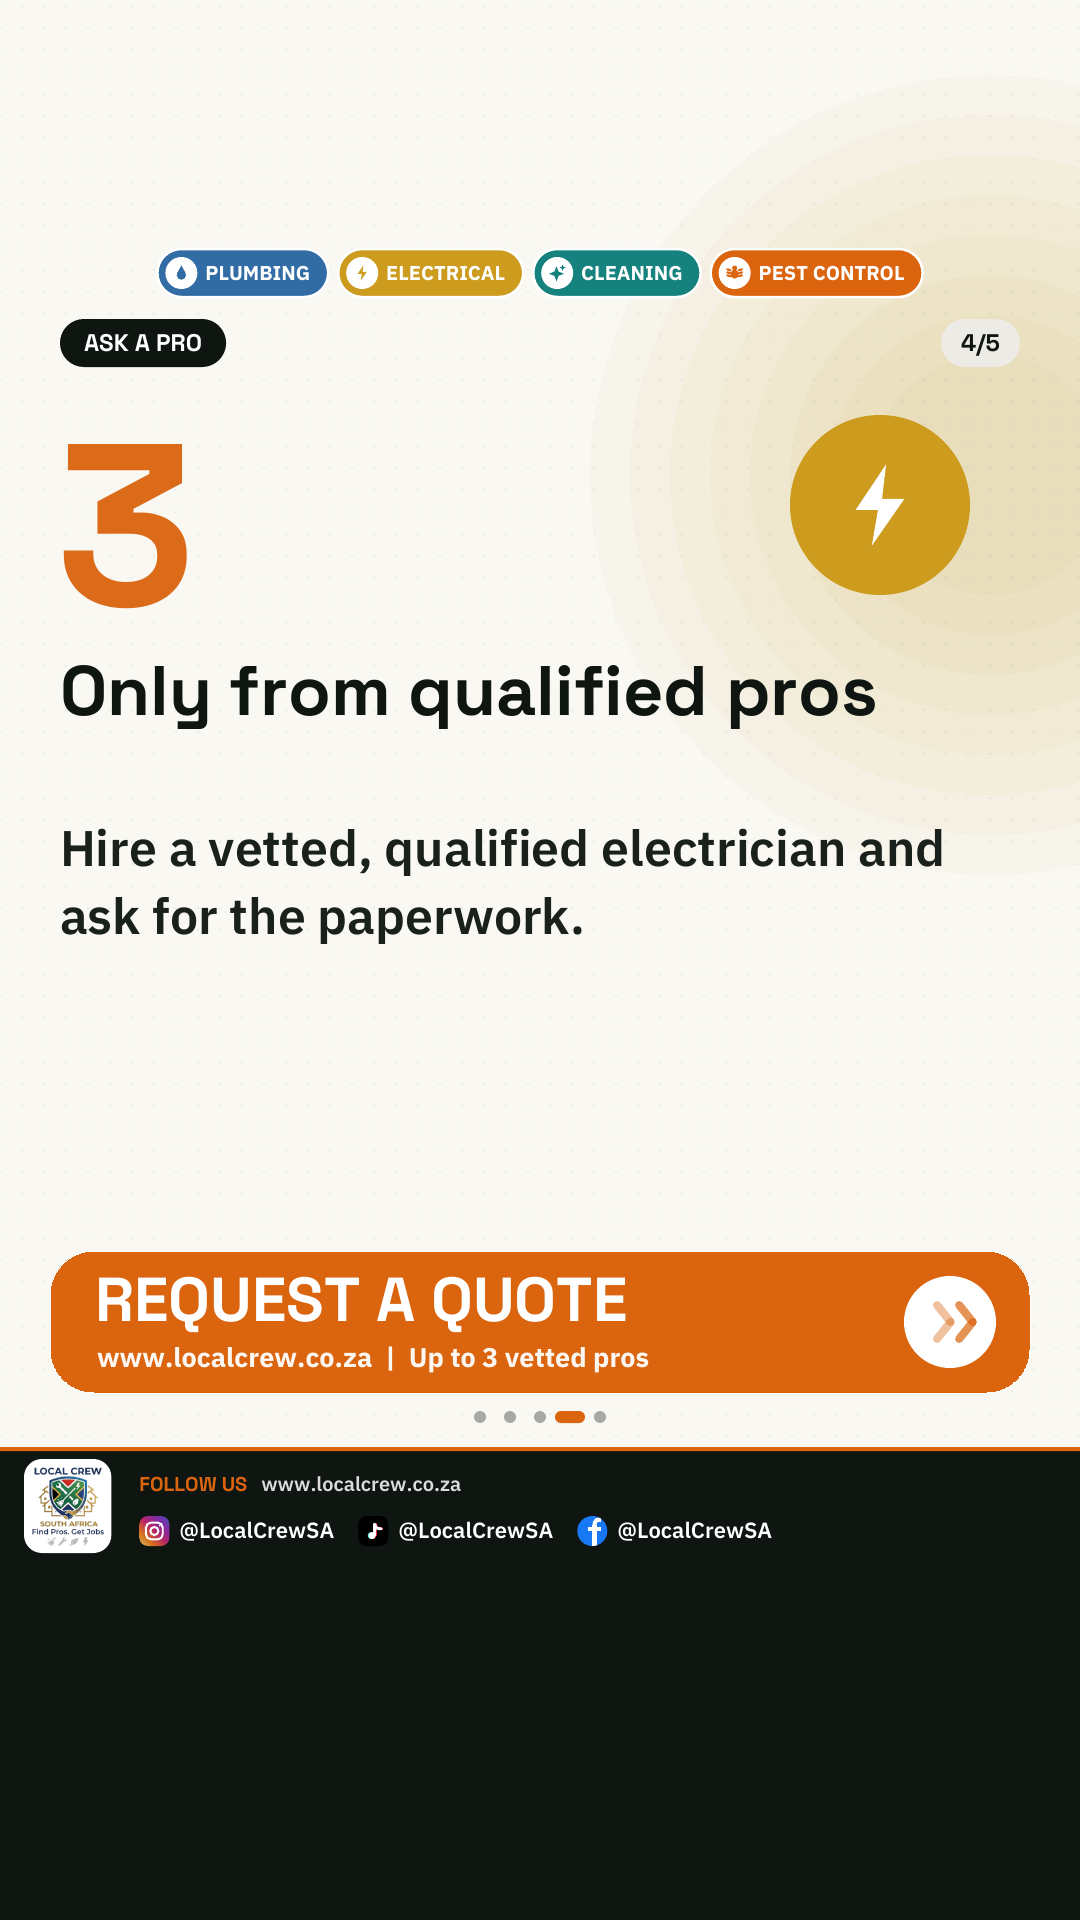 PLUMBING
ELECTRICAL
CLEANING
PEST CONTROL
ASK A PRO
4/5
3
Only from qualified pros
Hire a vetted, qualified electrician and
ask for the paperwork.
REQUEST A QUOTE
www.localcrew.co.za | Up to 3 vetted pros
LOCAL CREW
SOUTH AFRICA
Find Pros. Get Jobs
FOLLOW US www.localcrew.co.za
@LocalCrewSA @LocalCrewSA @LocalCrewSA